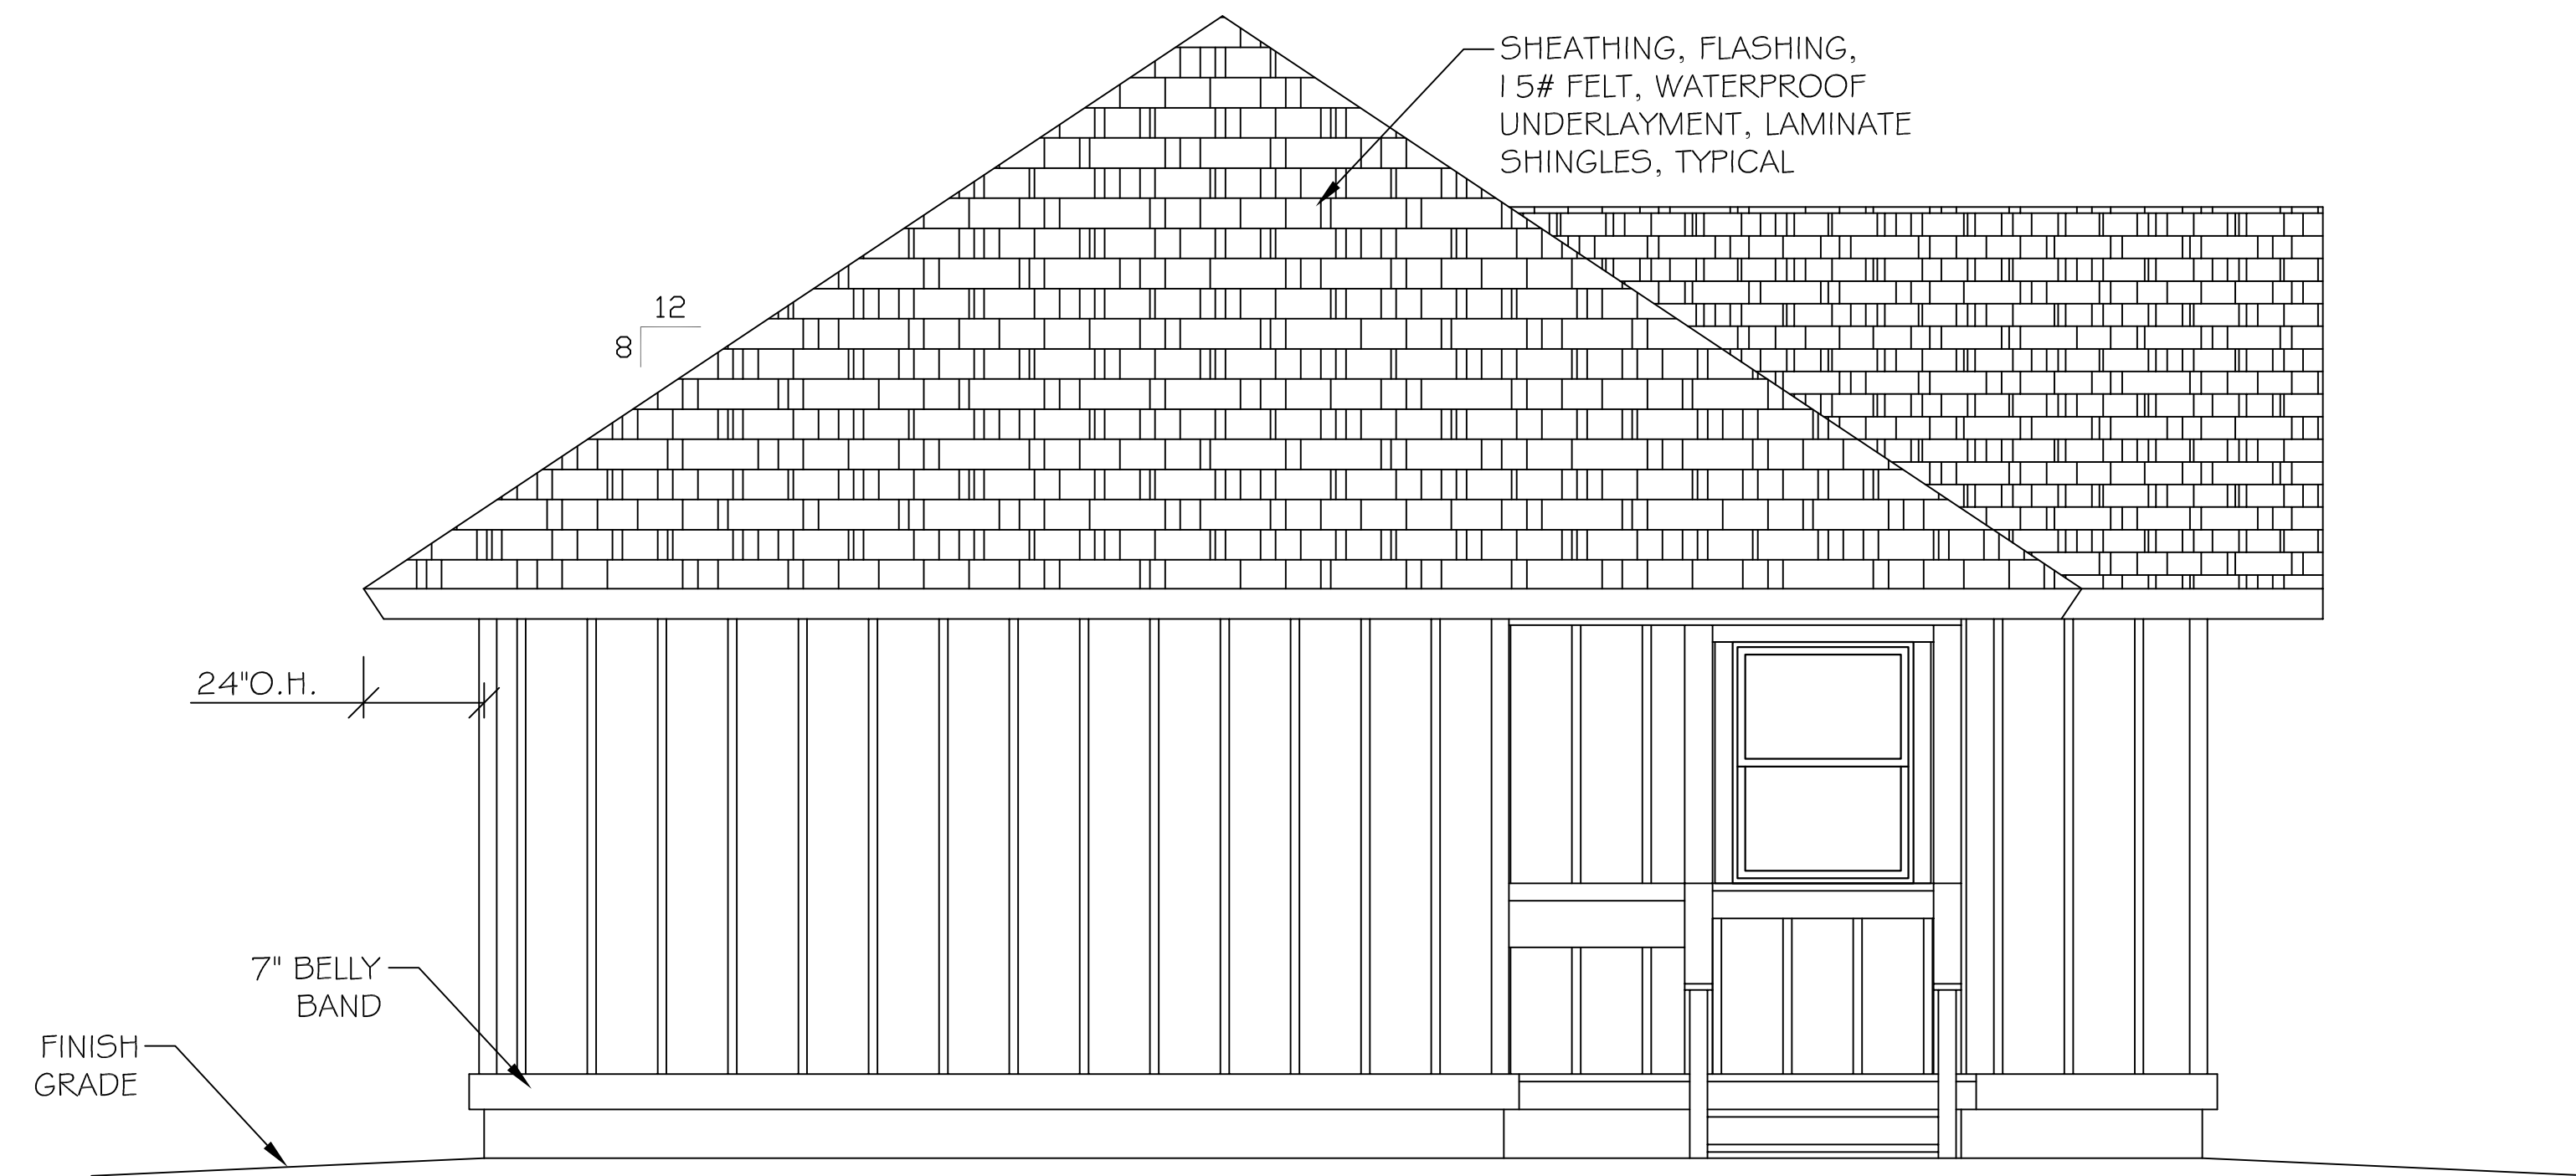 SHEATHING, FLASHING,
15# FELT, WATERPROOF
UNDERLAYMENT, LAMINATE
SHINGLES, TYPICAL
12
8
24"O.H.
7" BELLY
BAND
FINISH
GRADE